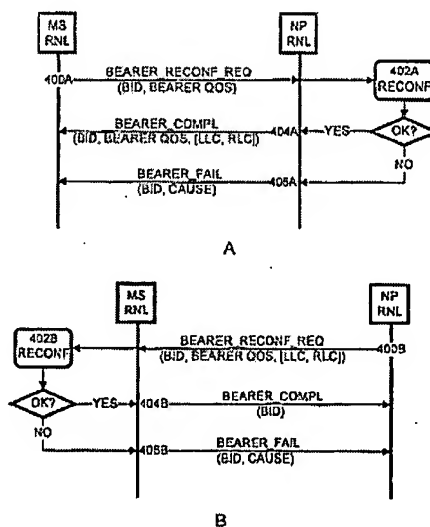 MS
RNL
NP
RNL
400A
BEARER_RECONF_REQ
(BID, BEARER QOS)
402A
RECONF
BEARER_COMPL
(BID, BEARER QOS, [LLC, RLC])
404A
YES
OK?
NO
BEARER_FAIL
(BID, CAUSE)
406A
A
MS
RNL
NP
RNL
402B
RECONF
BEARER_RECONF_REQ
(BID, BEARER QOS, [LLC, RLC])
400B
OK?
YES
404B
BEARER_COMPL
(BID)
NO
406B
BEARER_FAIL
(BID, CAUSE)
B